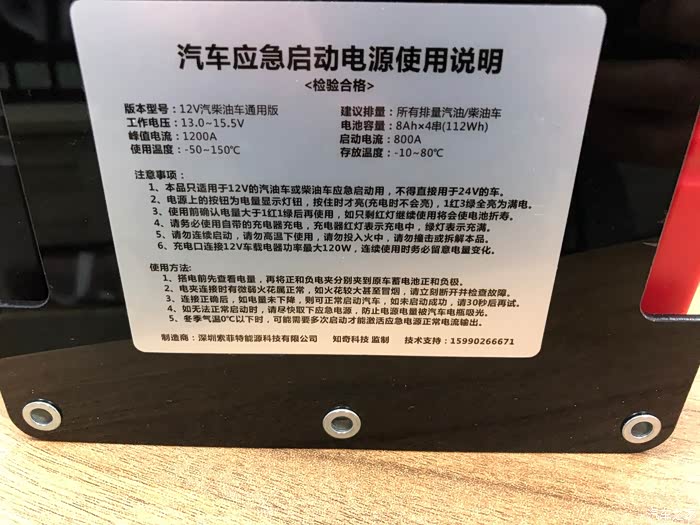 汽车应急启动电源使用说明
<检验合格>
版本型号：12V汽柴油车通用版
建议排量：所有排量汽油/柴油车
工作电压：13.0~15.5V
电池容量：8Ah×4串(112Wh)
峰值电流：1200A
启动电流：800A
使用温度：-50~150℃
存放温度：-10~80℃
注意事项：
1、本品只适用于12V的汽油车或柴油车应急启动用，不得直接用于24V的车。
2、电源上的按钮为电量显示灯钮，按住时才亮(充电时不会亮)，1红3绿全亮为满电。
3、使用前确认电量大于1红1绿后再使用，如只剩红灯继续使用将会使电池折寿。
4、请务必使用自带的充电器充电，充电器红灯表示充电中，绿灯表示充满。
5、请勿连续启动，请勿高温下使用，请勿投入火中，请勿撞击或拆解本品。
6、充电口连接12V车载电器功率最大120W，连续使用时务必留意电量变化。
使用方法：
1、搭电前先查看电量，再将正和负电夹分别夹到原车蓄电池正和负极。
2、电夹连接时有微弱火花属正常，如火花较大甚至冒烟，请立刻断开并检查故障。
3、连接正确后，如电量未下降，则可正常启动汽车，如未启动成功，请30秒后再试。
4、如无法正常启动时，请尽快取下应急电源，防止电源电量被汽车电瓶吸光。
5、冬季气温0℃以下时，可能需要多次启动才能激活应急电源正常电流输出。
制造商：深圳索菲特能源科技有限公司 知奇科技 监制 技术支持：15990266671
汽车之家